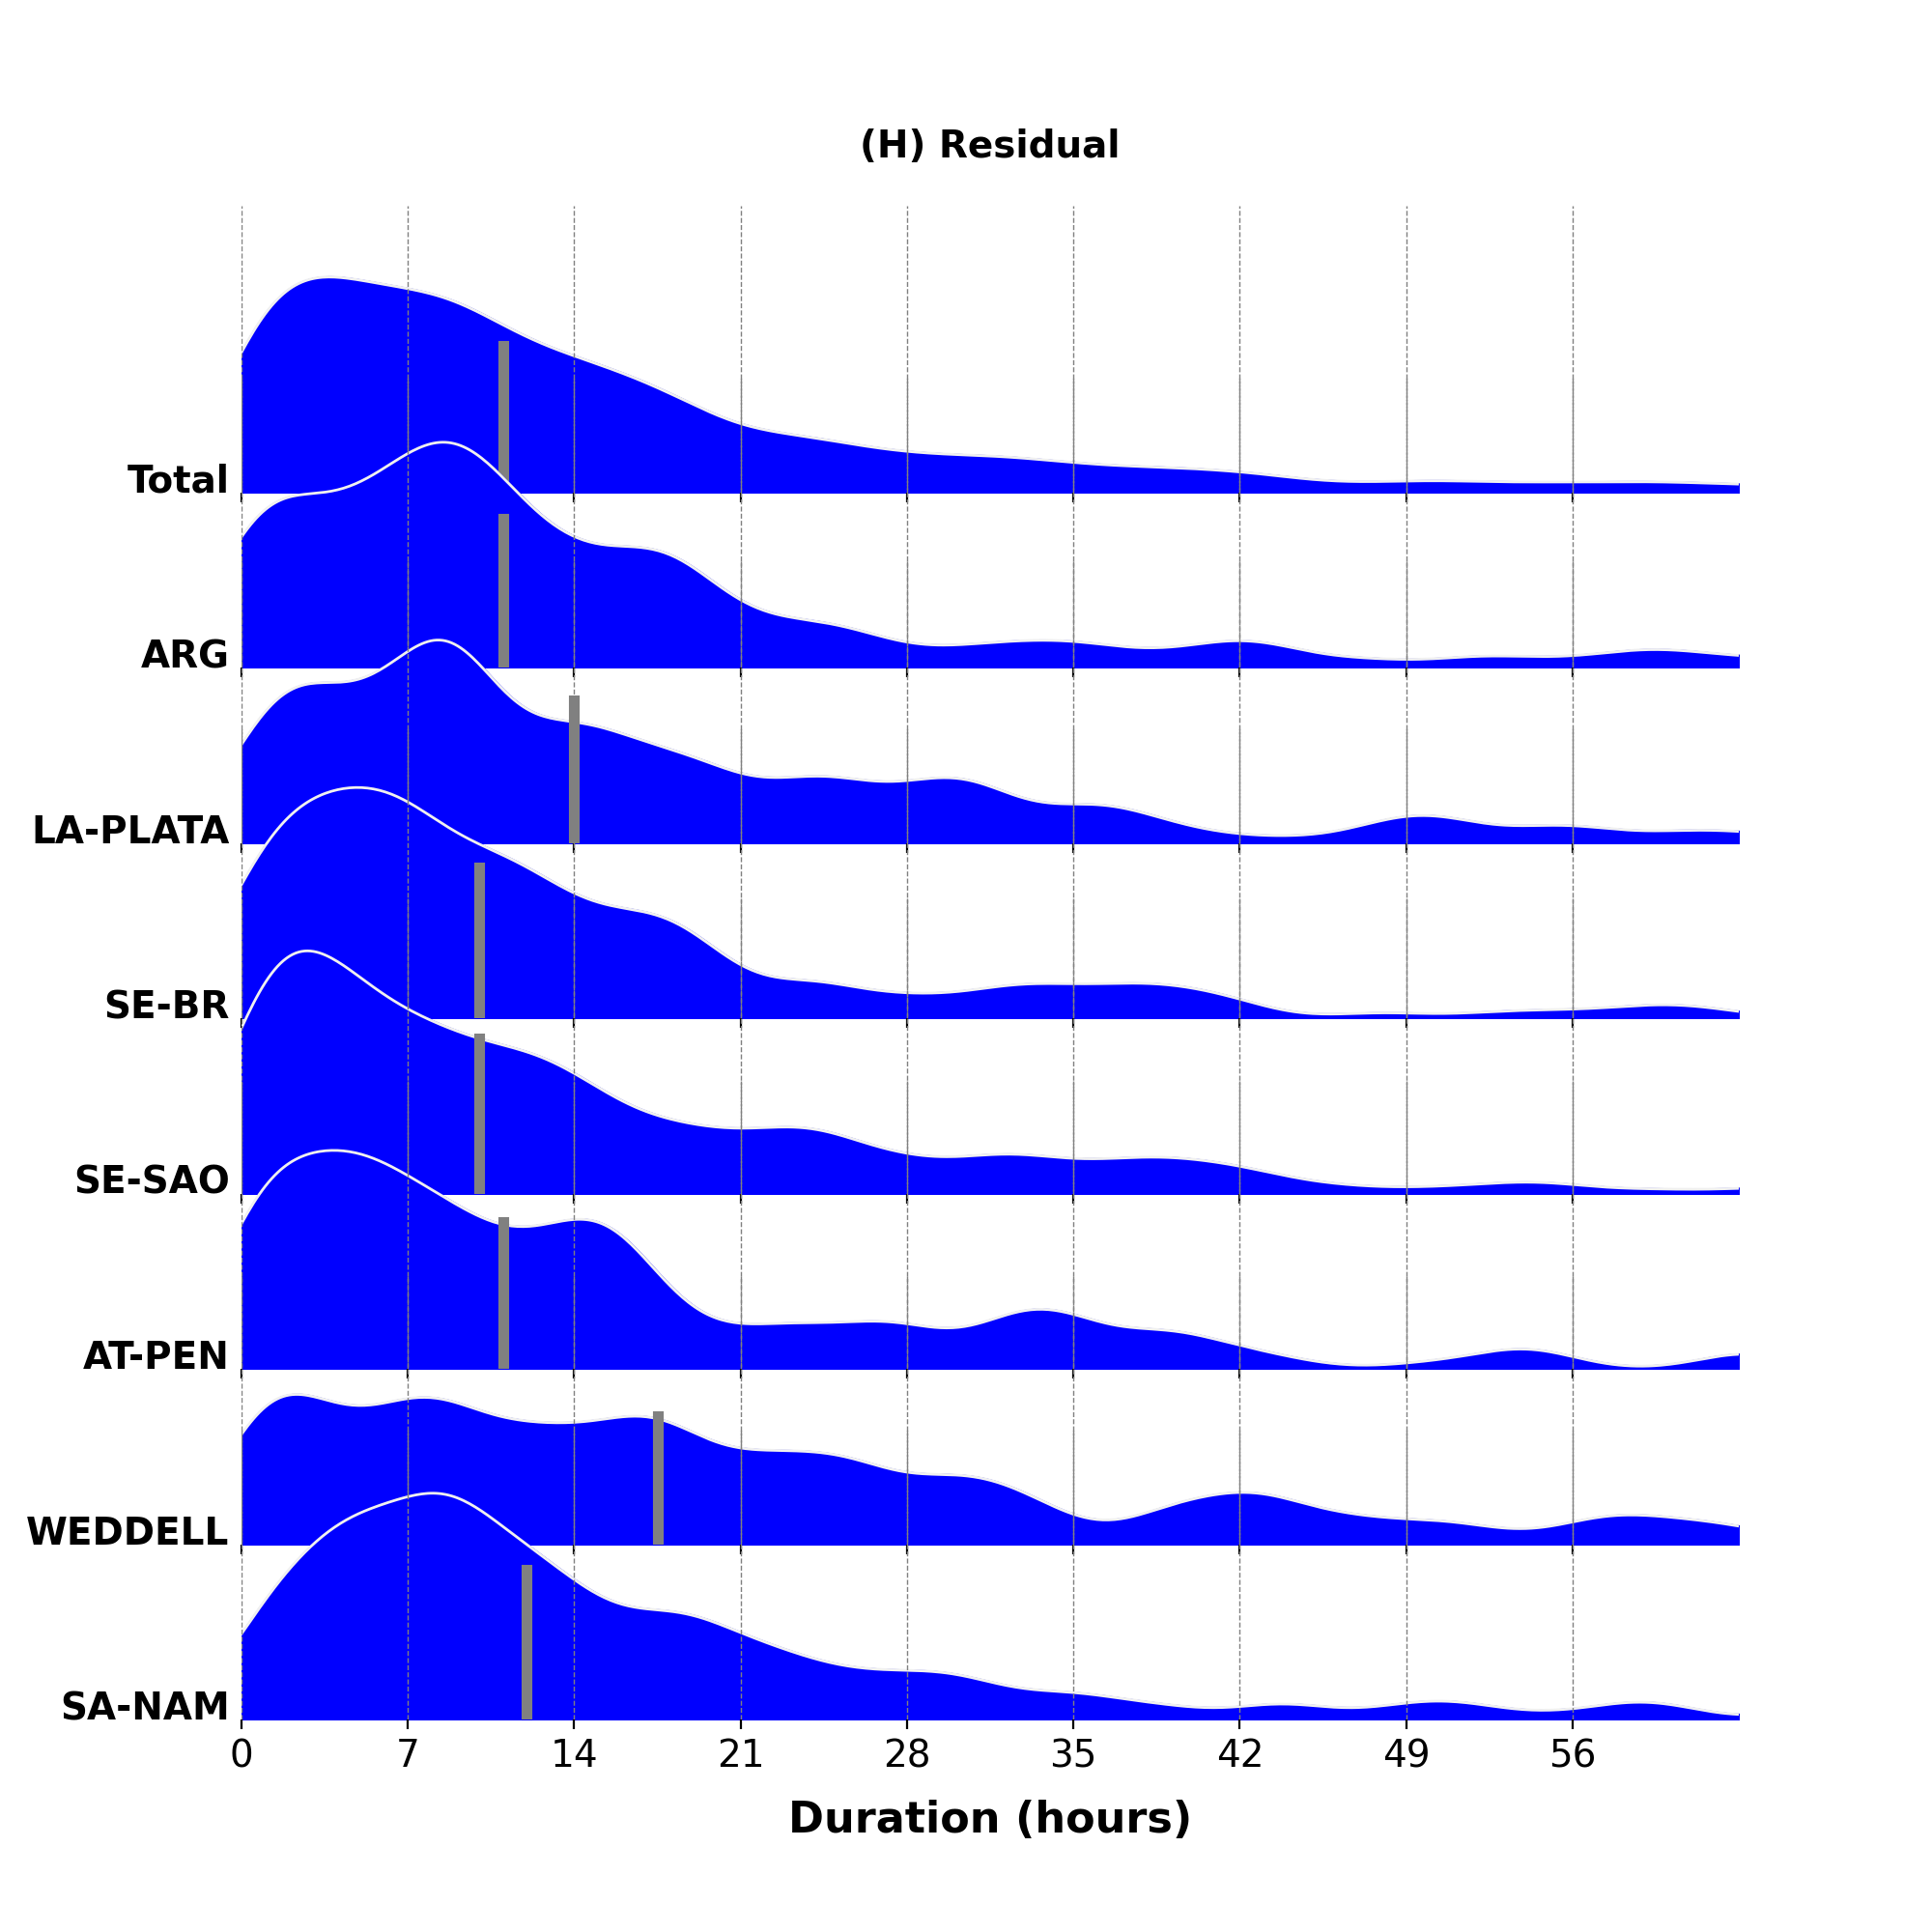 (H) Residual
Total
ARG
LA-PLATA
SE-BR
SE-SAO
AT-PEN
WEDDELL
SA-NAM
0 7 14 21 28 35 42 49 56
Duration (hours)